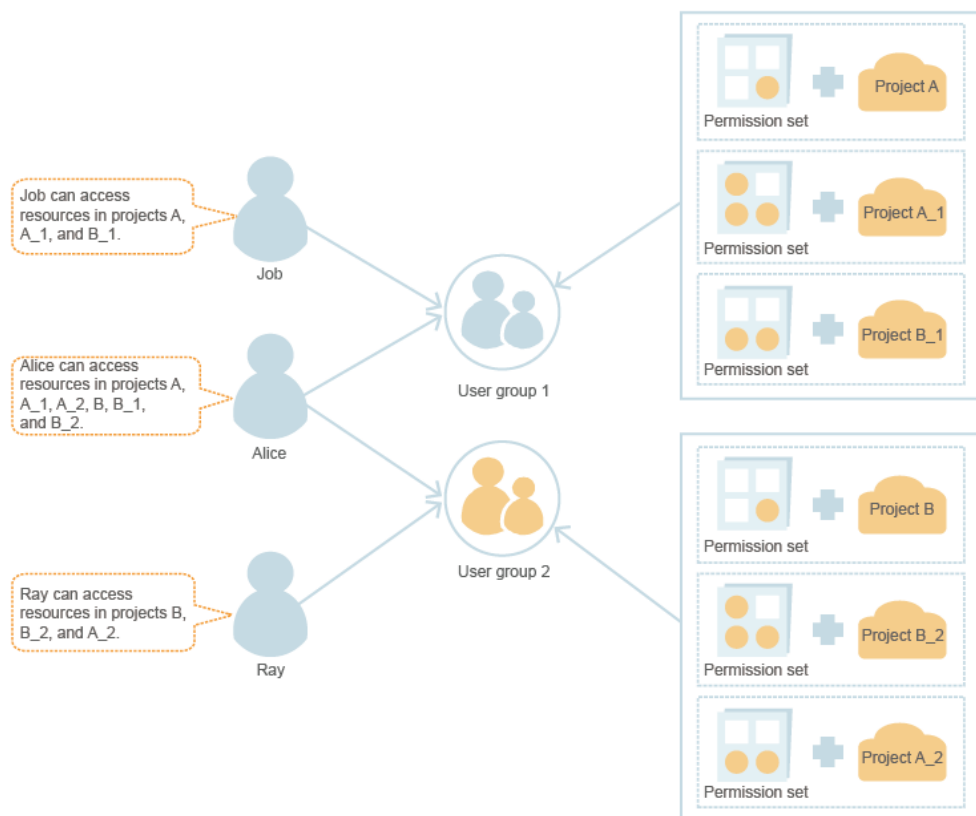 Job can access
resources in projects A,
A_1, and B_1.
Job
Alice can access
resources in projects A,
A_1, A_2, B, B_1,
and B_2.
Alice
Ray can access
resources in projects B,
B_2, and A_2.
Ray
User group 1
User group 2
Project A
Permission set
Project A_1
Permission set
Project B_1
Permission set
Project B
Permission set
Project B_2
Permission set
Project A_2
Permission set